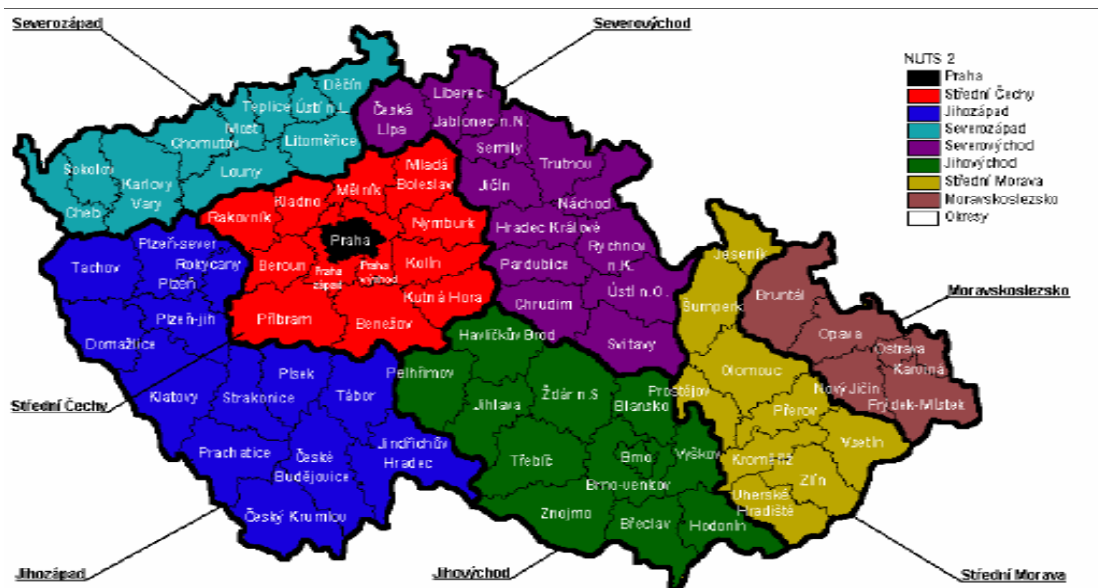 Severozápad
Severovýchod
NUTS 2
Praha
Střední Čechy
Jihozápad
Severozápad
Severovýchod
Jihovýchod
Střední Morava
Moravskoslezsko
Okresy
Děčín
Teplice
Ústí n.L.
Most
Chomutov
Litoměřice
Louny
Sokolov
Karlovy
Vary
Cheb
Česká
Lípa
Liberec
Jablonec n.N.
Semily
Trutnov
Jičín
Náchod
Hradec Králové
Rychnov
n.K.
Pardubice
Ústí n.O.
Chrudim
Svitavy
Mladá
Boleslav
Mělník
Kladno
Rakovník
Nymburk
Praha
Beroun
Praha
západ
Praha
východ
Kolín
Kutná Hora
Příbram
Benešov
Tachov
Plzeň-sever
Rokycany
Plzeň
Plzeň-jih
Domažlice
Klatovy
Písek
Strakonice
Tábor
Prachatice
České
Budějovice
Jindřichův
Hradec
Český Krumlov
Havlíčkův Brod
Pelhřimov
Jihlava
Žďár n.S
Blansko
Třebíč
Brno
Vyškov
Brno-venkov
Znojmo
Břeclav
Hodonín
Jeseník
Šumperk
Olomouc
Prostějov
Přerov
Kroměříž
Vsetín
Zlín
Uherské
Hradiště
Bruntál
Opava
Ostrava
Karviná
Nový Jičín
Frýdek-Místek
Moravskoslezsko
Střední Čechy
Jihozápad
Jihovýchod
Střední Morava